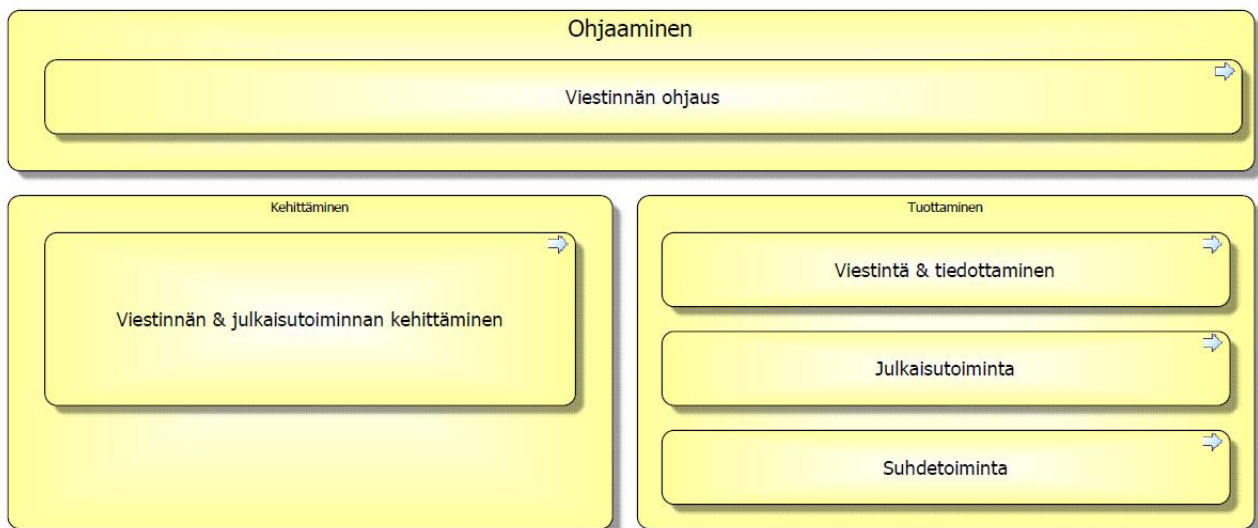 Ohjaaminen
Viestinnän ohjaus
Kehittäminen
Viestinnän & julkaisutoiminnan kehittäminen
Tuottaminen
Viestintä & tiedottaminen
Julkaisutoiminta
Suhdetoiminta